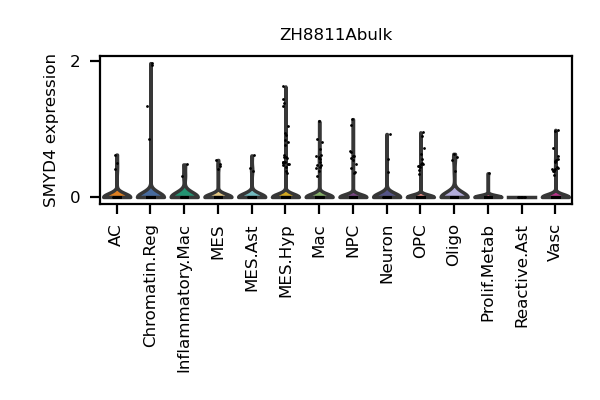 ZH8811Abulk
SMYD4 expression
2
0
AC
Chromatin.Reg
Inflammatory.Mac
MES
MES.Ast
MES.Hyp
Mac
NPC
Neuron
OPC
Oligo
Prolif.Metab
Reactive.Ast
Vasc